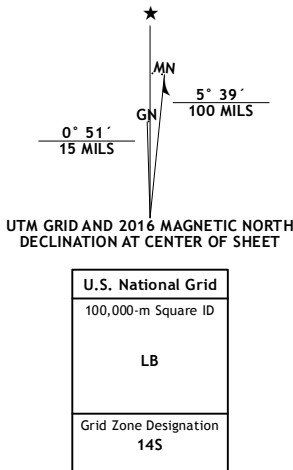 ★
MN
GN
5° 39´
100 MILS
0° 51´
15 MILS
UTM GRID AND 2016 MAGNETIC NORTH
DECLINATION AT CENTER OF SHEET
U.S. National Grid
100,000-m Square ID
LB
Grid Zone Designation
14S